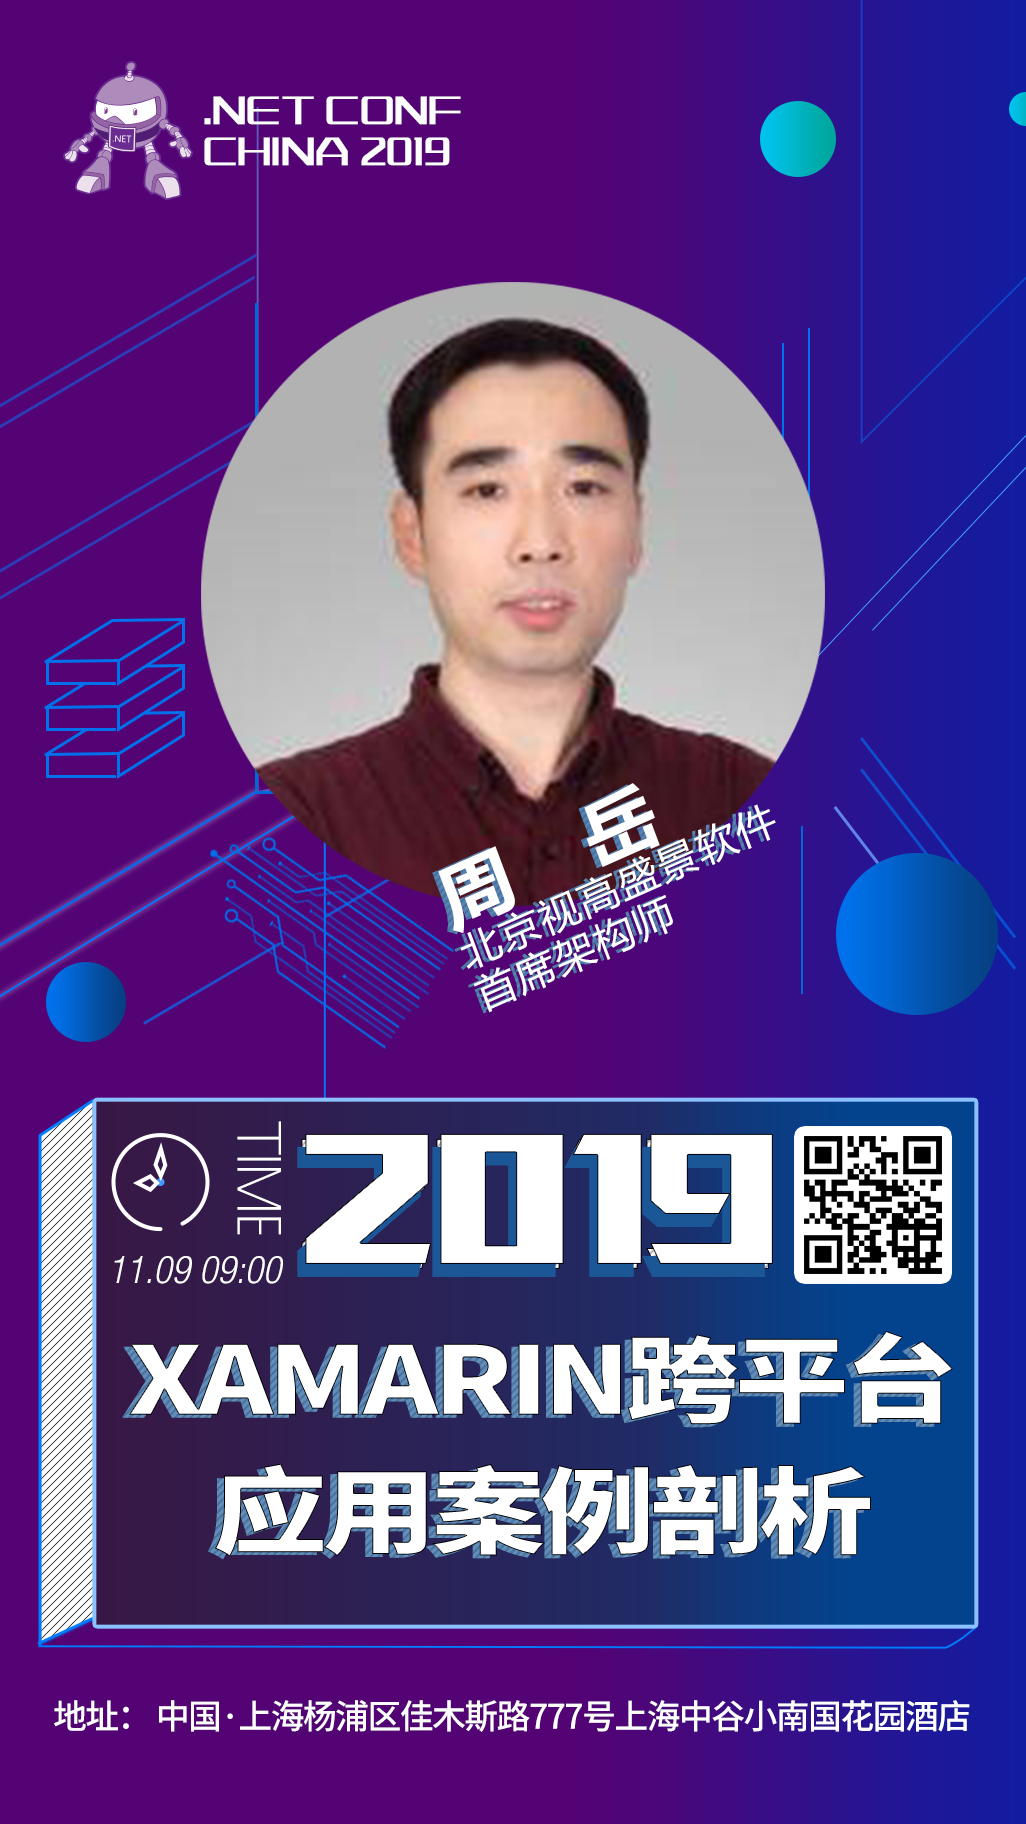 .NET CONF
CHINA 2019
.NET
周 岳
北京视高盛景软件
首席架构师
TIME
11.09 09:00
2019
XAMARIN跨平台
应用案例剖析
地址： 中国·上海杨浦区佳木斯路777号上海中谷小南国花园酒店